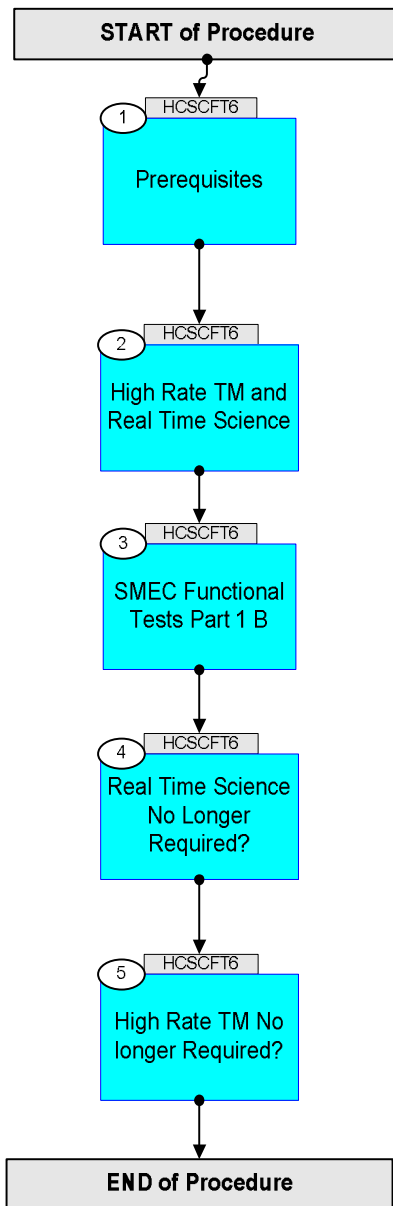 START of Procedure
HCSCFT6
1
Prerequisites
HCSCFT6
2
High Rate TM and
Real Time Science
HCSCFT6
3
SMEC Functional
Tests Part 1 B
HCSCFT6
4
Real Time Science
No Longer
Required?
HCSCFT6
5
High Rate TM No
longer Required?
END of Procedure